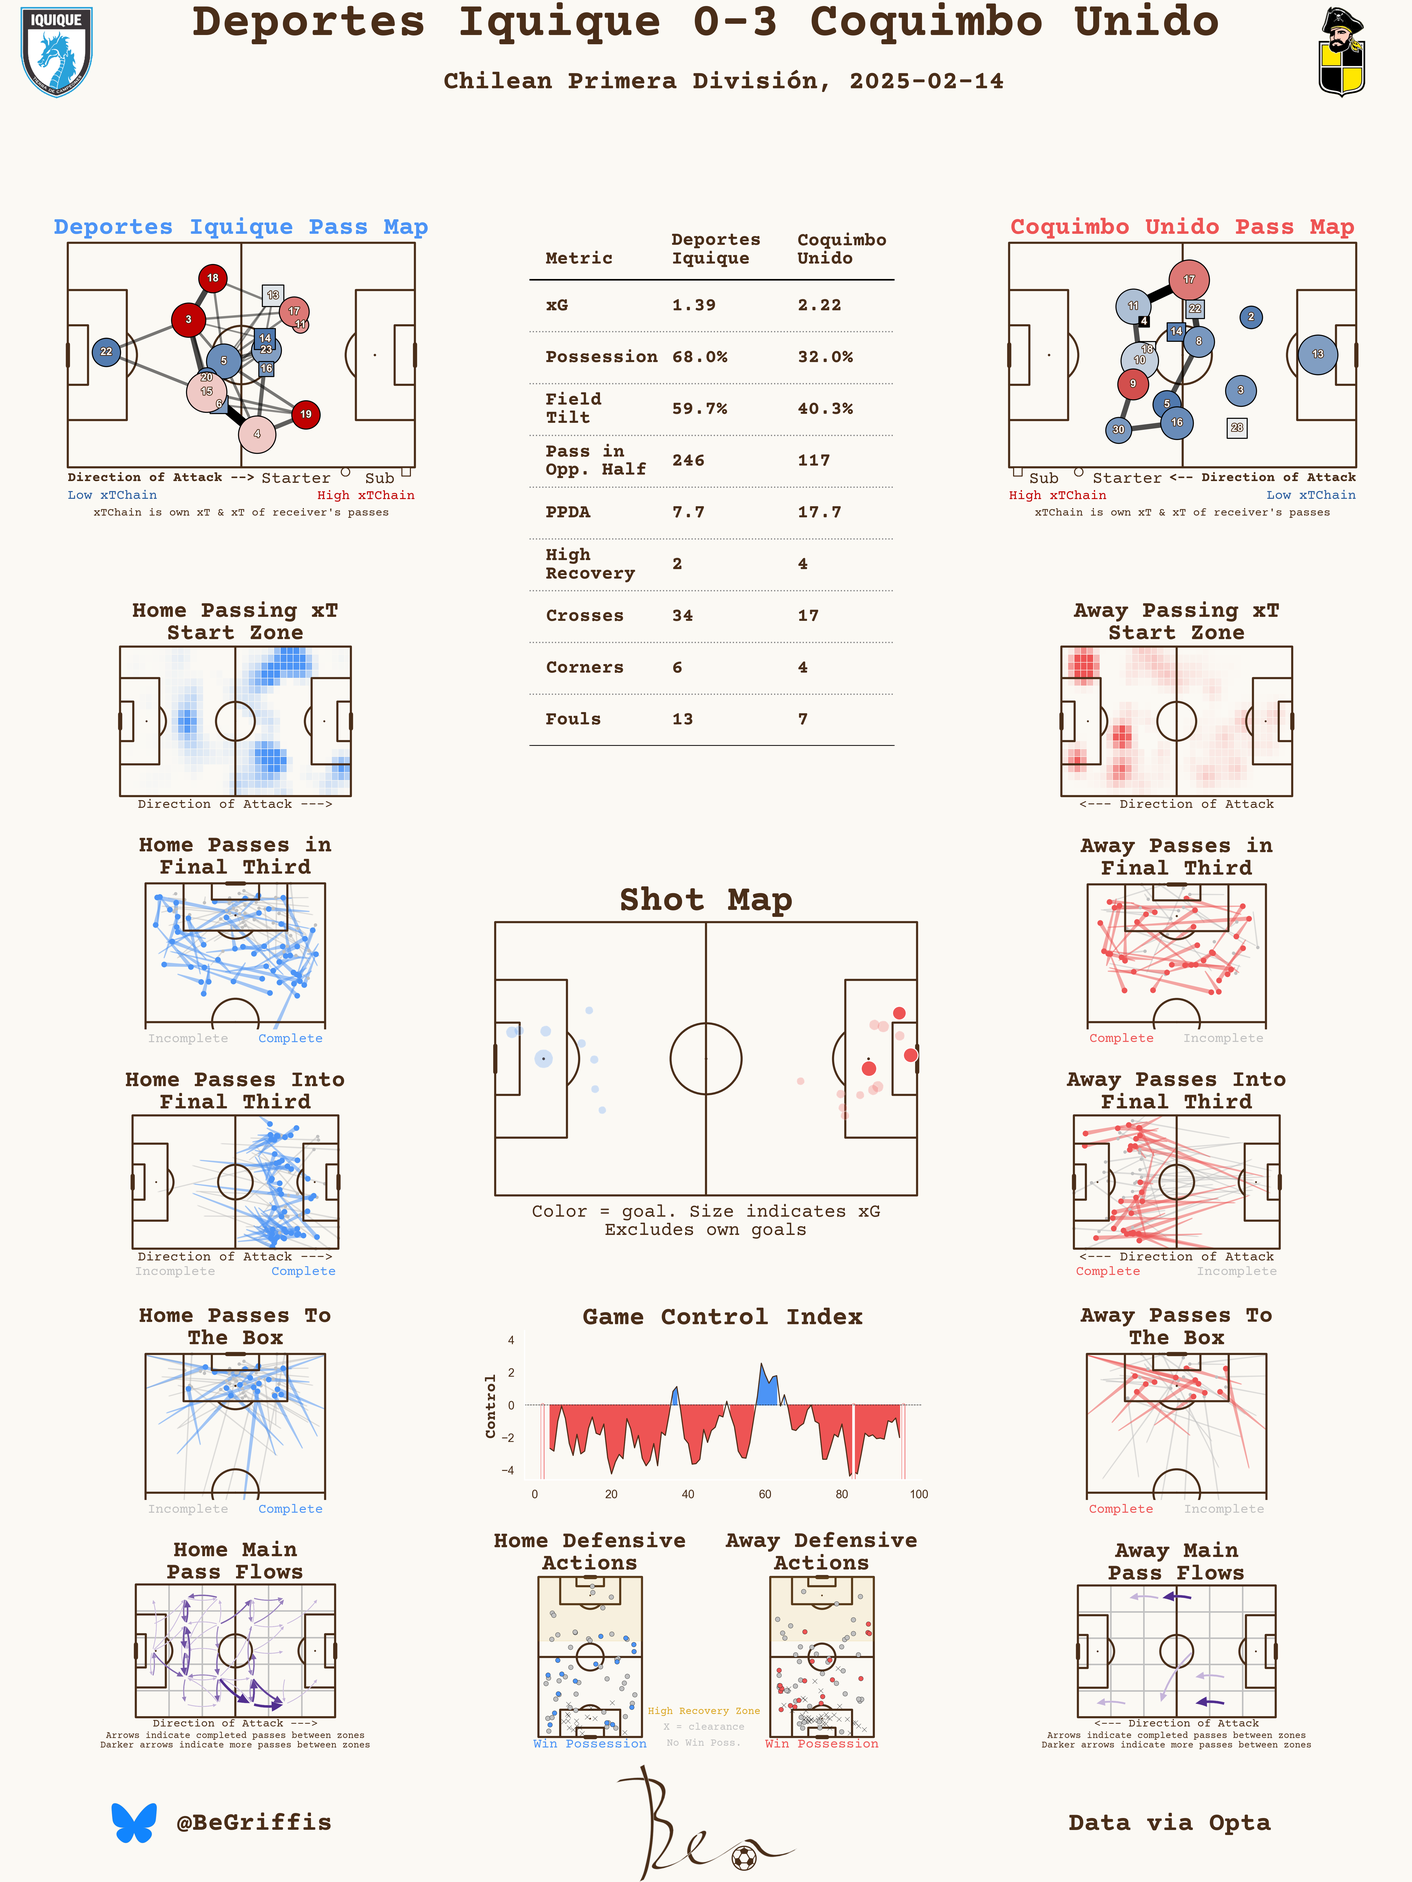 Deportes Iquique 0-3 Coquimbo Unido
Chilean Primera División, 2025-02-14
IQUIQUE
Deportes Iquique Pass Map
18
13
3
17
11
14
22
5
23
16
20
15
6
19
4
Direction of Attack --> Starter Sub
Low xTChain High xTChain
xTChain is own xT & xT of receiver's passes
Metric Deportes Iquique Coquimbo Unido
xG 1.39 2.22
Possession 68.0% 32.0%
Field Tilt 59.7% 40.3%
Pass in Opp. Half 246 117
PPDA 7.7 17.7
High Recovery 2 4
Crosses 34 17
Corners 6 4
Fouls 13 7
Coquimbo Unido Pass Map
17
11
22
4
2
14
8
18
10
13
9
3
5
16
30
28
Sub Starter <-- Direction of Attack
High xTChain Low xTChain
xTChain is own xT & xT of receiver's passes
Home Passing xT
Start Zone
Direction of Attack --->
Away Passing xT
Start Zone
<--- Direction of Attack
Home Passes in
Final Third
Incomplete Complete
Away Passes in
Final Third
Complete Incomplete
Shot Map
Color = goal. Size indicates xG
Excludes own goals
Home Passes Into
Final Third
Direction of Attack --->
Incomplete Complete
Away Passes Into
Final Third
<--- Direction of Attack
Complete Incomplete
Home Passes To
The Box
Incomplete Complete
Game Control Index
Control
4
2
0
−2
−4
0 20 40 60 80 100
Away Passes To
The Box
Complete Incomplete
Home Main
Pass Flows
Direction of Attack --->
Arrows indicate completed passes between zones
Darker arrows indicate more passes between zones
Home Defensive
Actions
Win Possession
Away Defensive
Actions
Win Possession
High Recovery Zone
X = clearance
No Win Poss.
Away Main
Pass Flows
<--- Direction of Attack
Arrows indicate completed passes between zones
Darker arrows indicate more passes between zones
@BeGriffis
Ben
Data via Opta